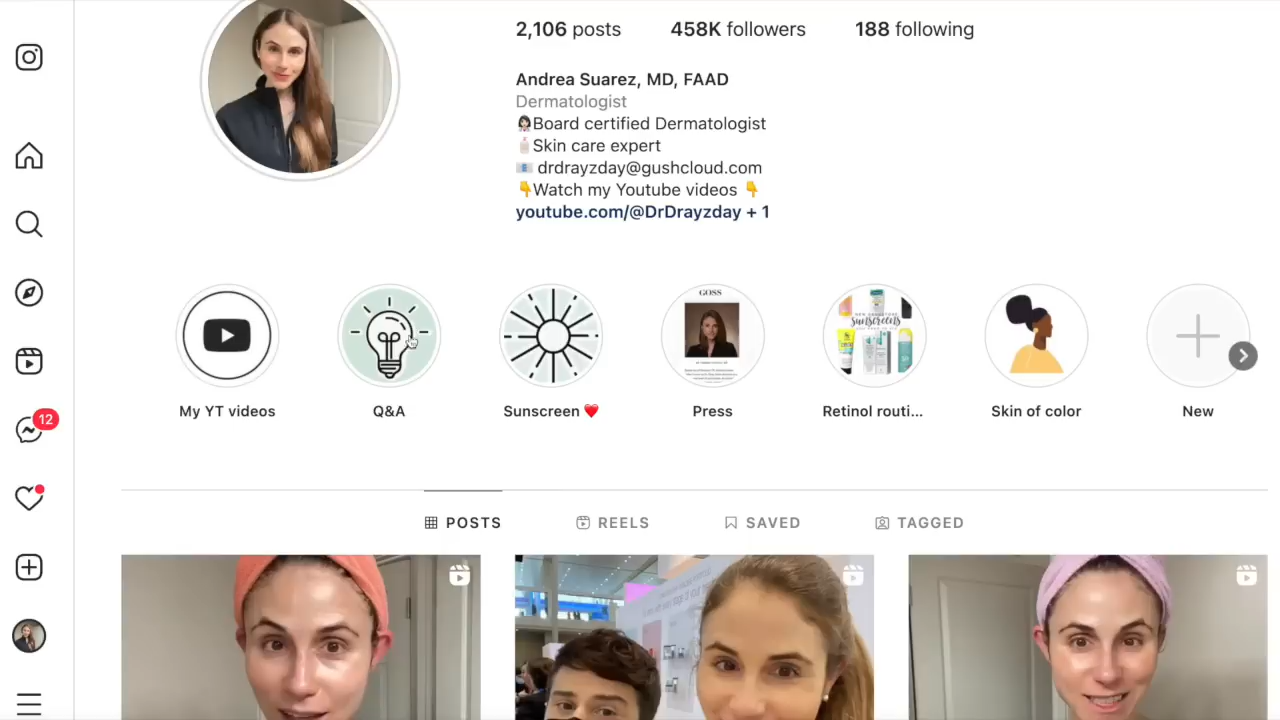 2,106 posts 458K followers 188 following
Andrea Suarez, MD, FAAD
Dermatologist
Board certified Dermatologist
Skin care expert
drdrayzday@gushcloud.com
Watch my Youtube videos
youtube.com/@DrDrayzday + 1
GOSS
sunscreens
My YT videos
Q&A
Sunscreen
Press
Retinol routi...
Skin of color
New
12
POSTS
REELS
SAVED
TAGGED